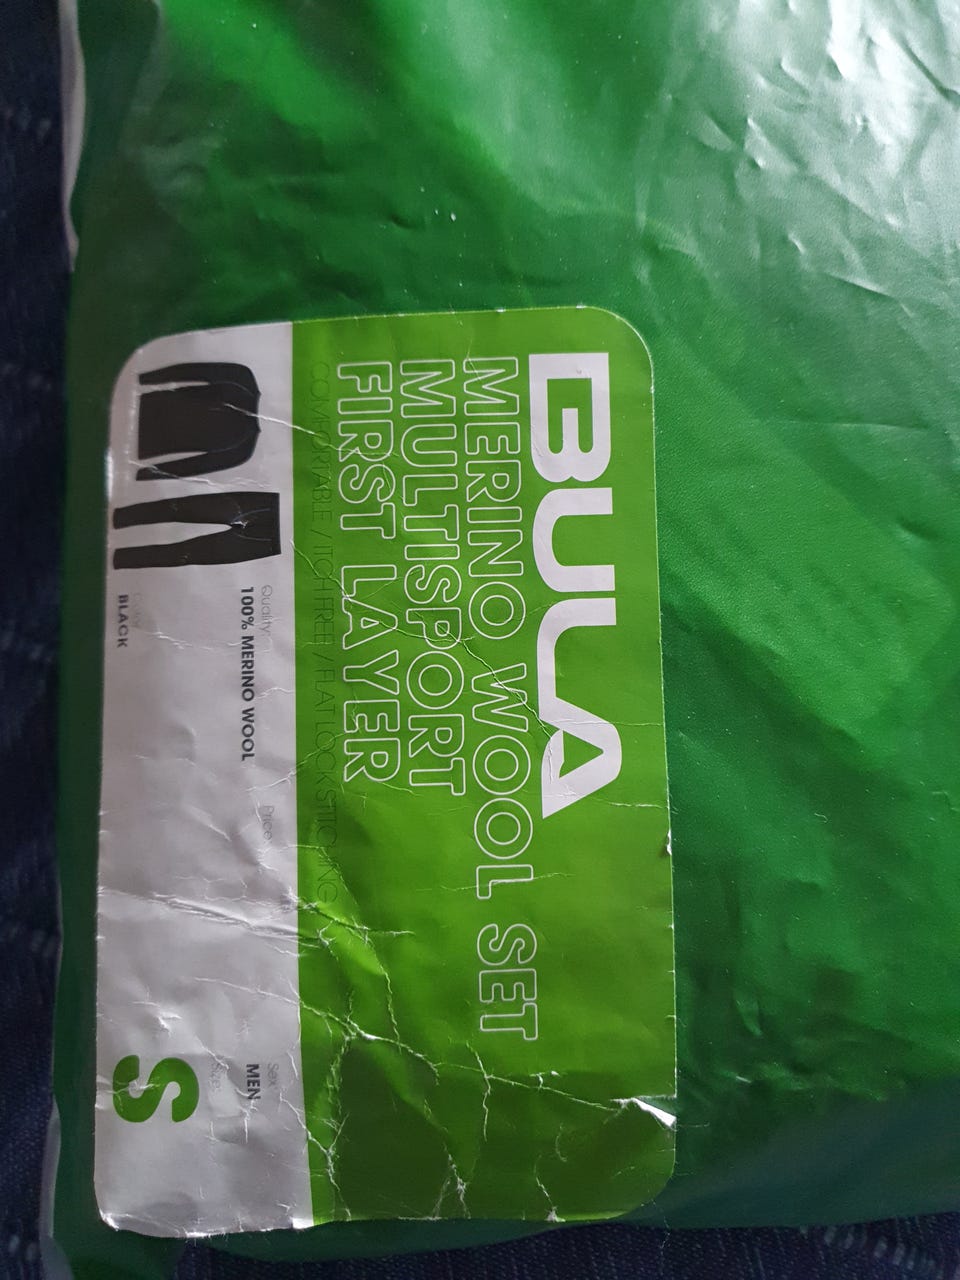 BULA
MERINO WOOL SET
MULTISPORT
FIRST LAYER
COMFORTABLE / ITCH FREE / FLAT LOCK STITCHING
Quality:
100% MERINO WOOL
Price
Color
BLACK
Sex:
MEN
Size:
S